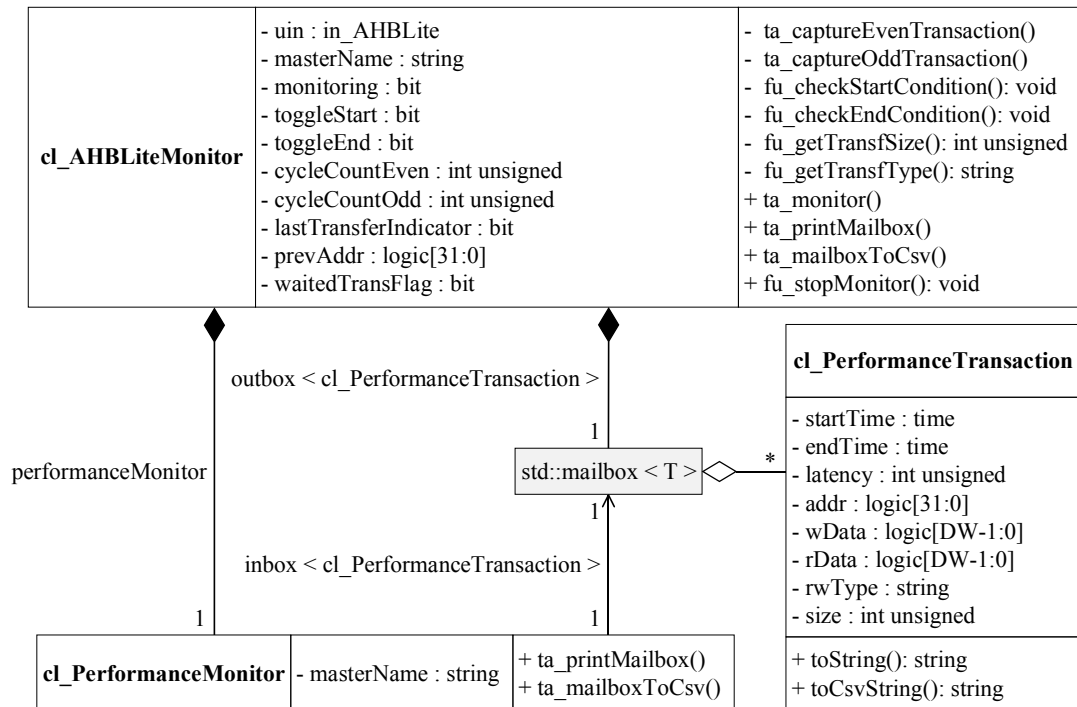 cl_AHBLiteMonitor
- uin : in_AHBLite
- masterName : string
- monitoring : bit
- toggleStart : bit
- toggleEnd : bit
- cycleCountEven : int unsigned
- cycleCountOdd : int unsigned
- lastTransferIndicator : bit
- prevAddr : logic[31:0]
- waitedTransFlag : bit
- ta_captureEvenTransaction()
- ta_captureOddTransaction()
- fu_checkStartCondition(): void
- fu_checkEndCondition(): void
- fu_getTransfSize(): int unsigned
- fu_getTransfType(): string
+ ta_monitor()
+ ta_printMailbox()
+ ta_mailboxToCsv()
+ fu_stopMonitor(): void
outbox < cl_PerformanceTransaction >
performanceMonitor
1
std::mailbox < T >
*
1
inbox < cl_PerformanceTransaction >
1
1
cl_PerformanceTransaction
- startTime : time
- endTime : time
- latency : int unsigned
- addr : logic[31:0]
- wData : logic[DW-1:0]
- rData : logic[DW-1:0]
- rwType : string
- size : int unsigned
+ toString(): string
+ toCsvString(): string
cl_PerformanceMonitor
- masterName : string
+ ta_printMailbox()
+ ta_mailboxToCsv()